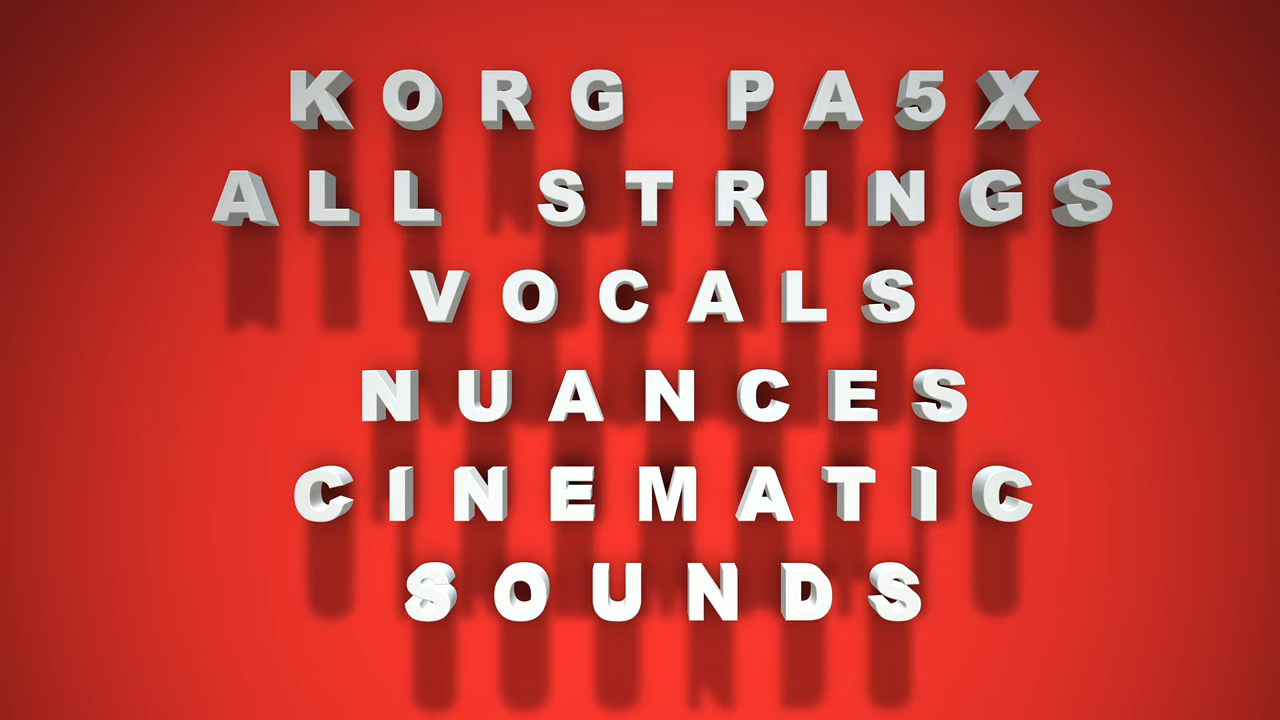 KORG PA5X
ALL STRINGS
VOCALS
NUANCES
CINEMATIC
SOUNDS